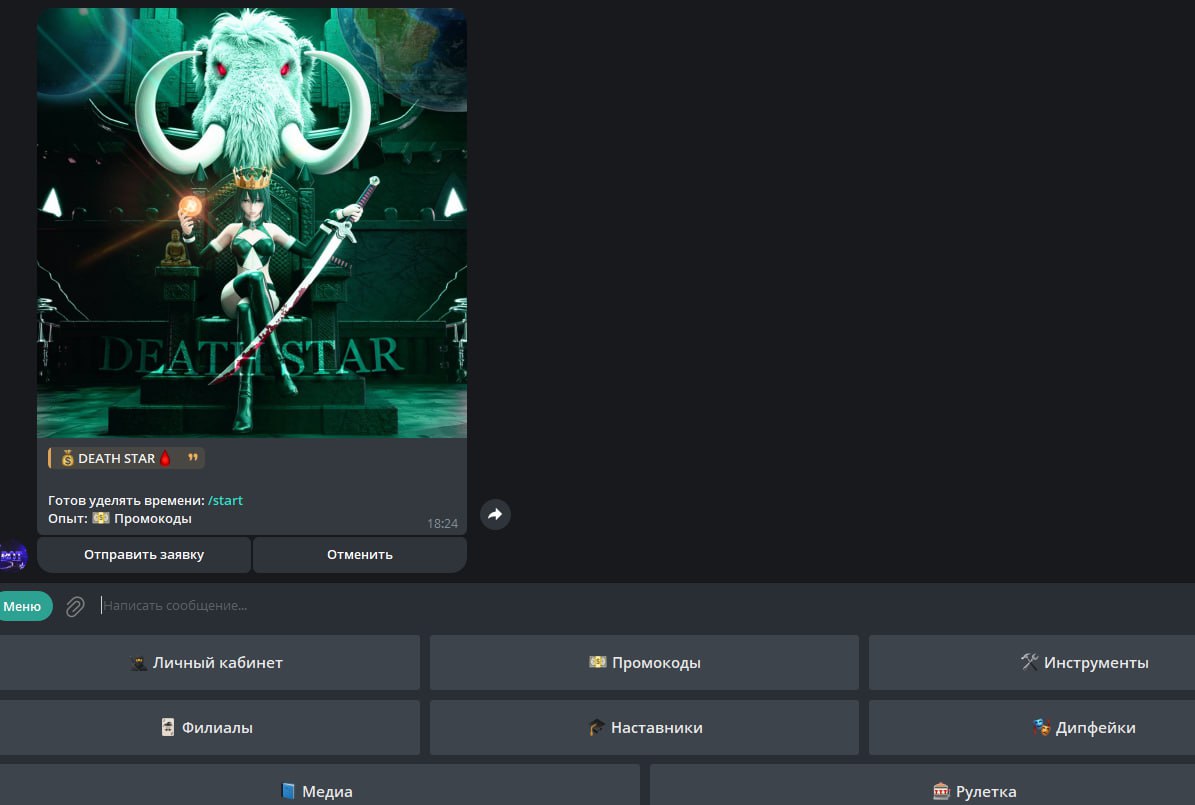 DEATH STAR
💰 DEATH STAR🩸
Готов уделять времени: /start
Опыт: 💵 Промокоды
18:24
Отправить заявку
Отменить
Меню
Написать сообщение...
Личный кабинет
💵 Промокоды
🛠 Инструменты
🃏 Филиалы
🎓 Наставники
🎭 Дипфейки
📘 Медиа
🎰 Рулетка